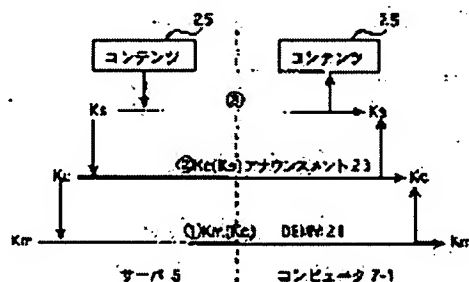 25 25
コンテンツ コンテンツ
③
Ks Ks
②Kc(Ks) アナウンスメント23
Kc Kc
①Km(Kc)
Km Km
サーバ5 コンピュータ7-1